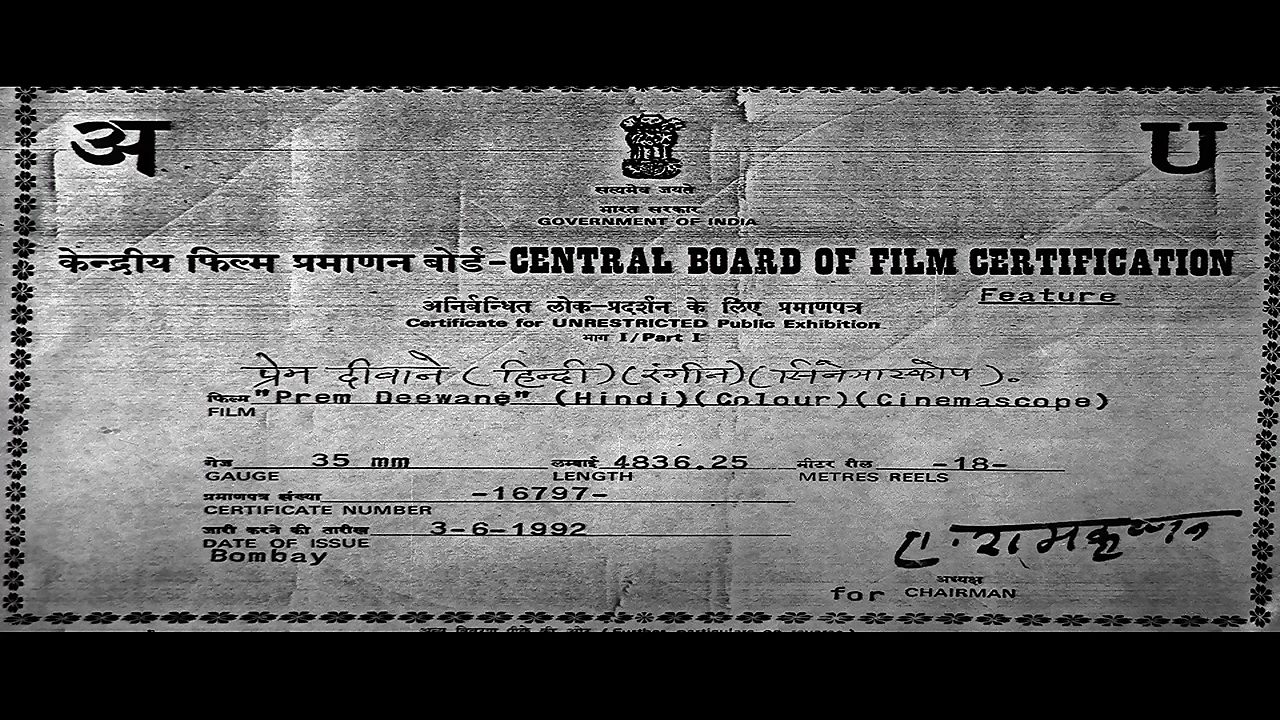 अ
U
सत्यमेव जयते
भारत सरकार
GOVERNMENT OF INDIA
केन्द्रीय फिल्म प्रमाणन बोर्ड-CENTRAL BOARD OF FILM CERTIFICATION
Feature
अनिर्बन्धित लोक-प्रदर्शन के लिए प्रमाणपत्र
Certificate for UNRESTRICTED Public Exhibition
भाग I/Part I
प्रेम दीवाने (हिन्दी)(रंगीन)(सिनेमास्कोप).
फिल्म "Prem Deewane" (Hindi)(Colour)(Cinemascope)
FILM
गेज 35 mm लम्बाई 4836.25 मीटर रील -18-
GAUGE LENGTH METRES REELS
प्रमाणपत्र संख्या -16797-
CERTIFICATE NUMBER
जारी करने की तारीख 3-6-1992
DATE OF ISSUE
Bombay
रामकृष्णन
अध्यक्ष
for CHAIRMAN